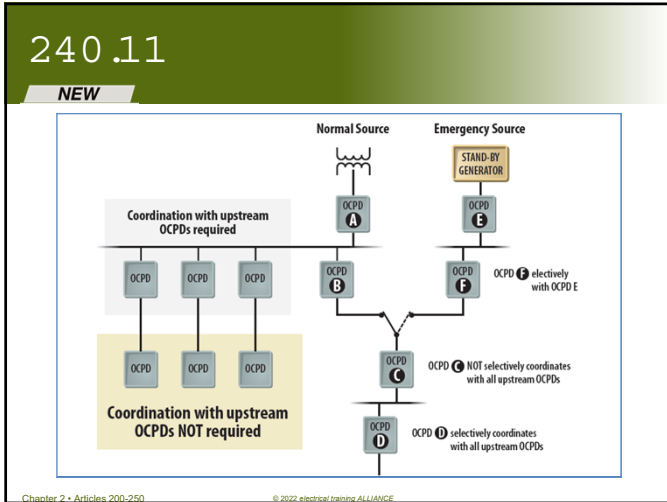 240.11
NEW
Normal Source
Emergency Source
STAND-BY
GENERATOR
OCPD
A
OCPD
E
Coordination with upstream
OCPDs required
OCPD
OCPD
OCPD
OCPD
B
OCPD
F
OCPD F electively
with OCPD E
OCPD
OCPD
OCPD
Coordination with upstream
OCPDs NOT required
OCPD
C
OCPD C NOT selectively coordinates
with all upstream OCPDs
OCPD
D
OCPD D selectively coordinates
with all upstream OCPDs
Chapter 2 • Articles 200-250
© 2022 electrical training ALLIANCE